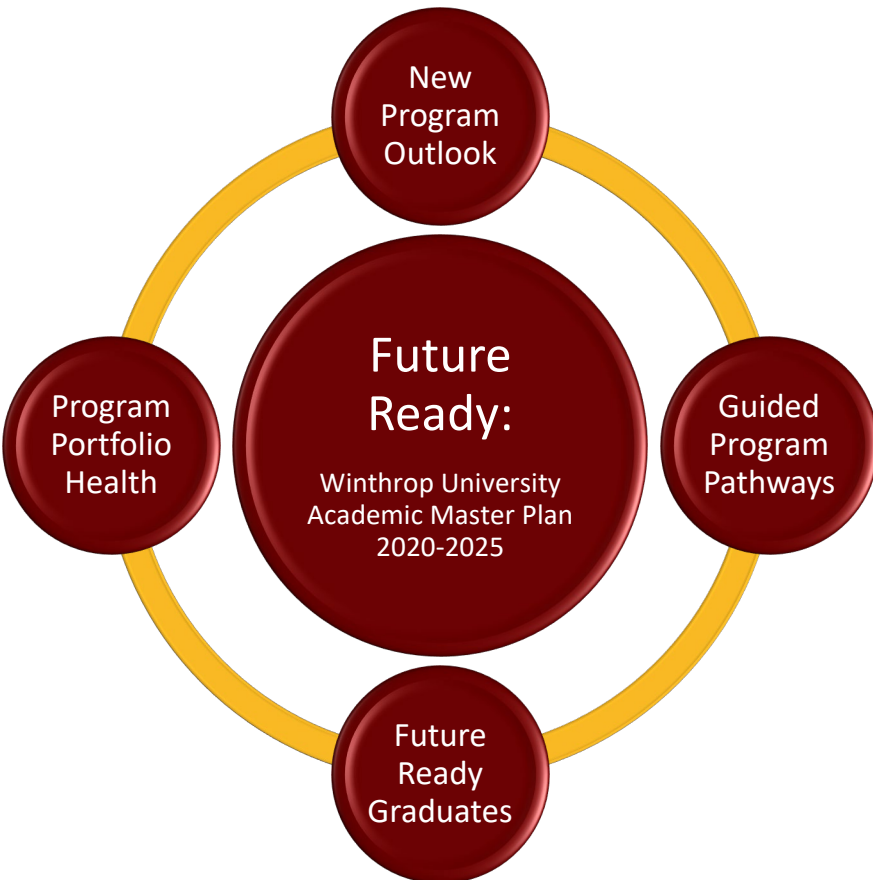 New
Program
Outlook
Future
Ready:
Winthrop University
Academic Master Plan
2020-2025
Program
Portfolio
Health
Guided
Program
Pathways
Future
Ready
Graduates